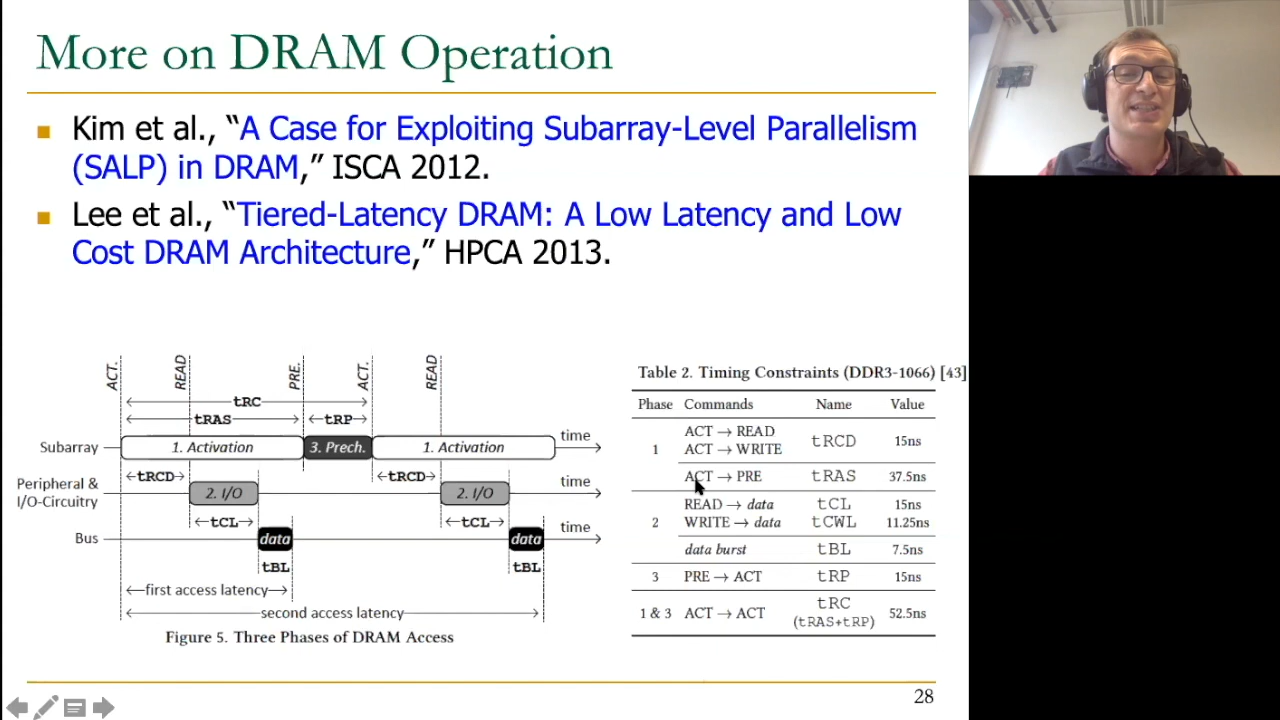 More on DRAM Operation
Kim et al., “A Case for Exploiting Subarray-Level Parallelism
(SALP) in DRAM,” ISCA 2012.
Lee et al., “Tiered-Latency DRAM: A Low Latency and Low
Cost DRAM Architecture,” HPCA 2013.
ACT. READ PRE. ACT. READ
tRC
tRAS tRP
Subarray 1. Activation 3. Prech. 1. Activation time
tRCD tRCD
Peripheral &
I/O-Circuitry 2. I/O 2. I/O time
tCL tCL
Bus data data time
tBL tBL
first access latency
second access latency
Figure 5. Three Phases of DRAM Access
Table 2. Timing Constraints (DDR3-1066) [43]
Phase Commands Name Value
1 ACT → READ tRCD 15ns
ACT → WRITE
ACT → PRE tRAS 37.5ns
2 READ → data tCL 15ns
WRITE → data tCWL 11.25ns
data burst tBL 7.5ns
3 PRE → ACT tRP 15ns
1 & 3 ACT → ACT tRC 52.5ns
(tRAS+tRP)
28